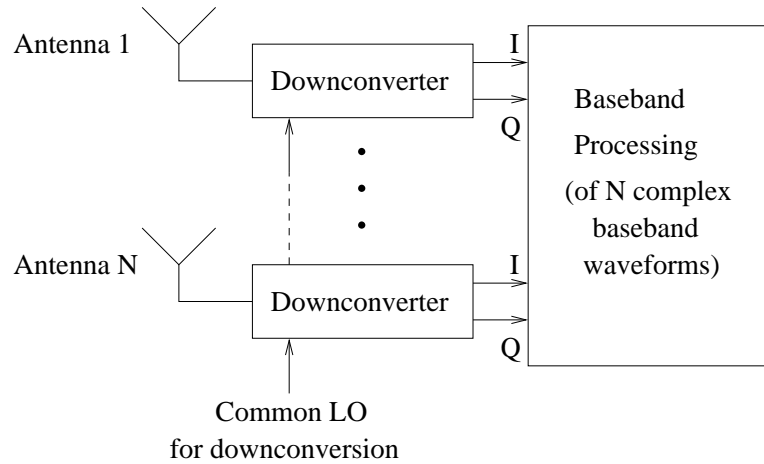 Antenna 1
Downconverter
I
Q
Baseband
Processing
(of N complex
baseband
waveforms)
Antenna N
Downconverter
I
Q
Common LO
for downconversion